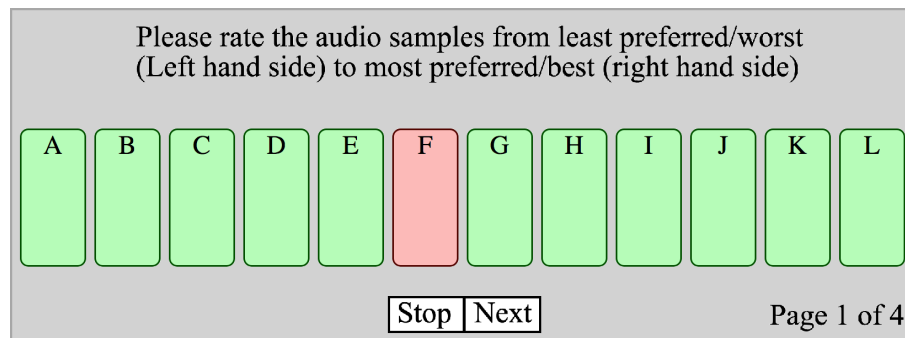 Please rate the audio samples from least preferred/worst
(Left hand side) to most preferred/best (right hand side)
A B C D E F G H I J K L
Stop Next
Page 1 of 4